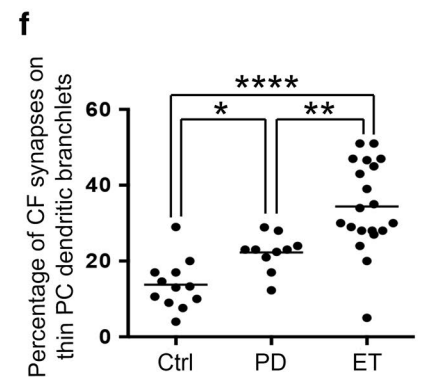 f
Percentage of CF synapses on
thin PC dendritic branchlets
****
* **
60
40
20
0
Ctrl PD ET